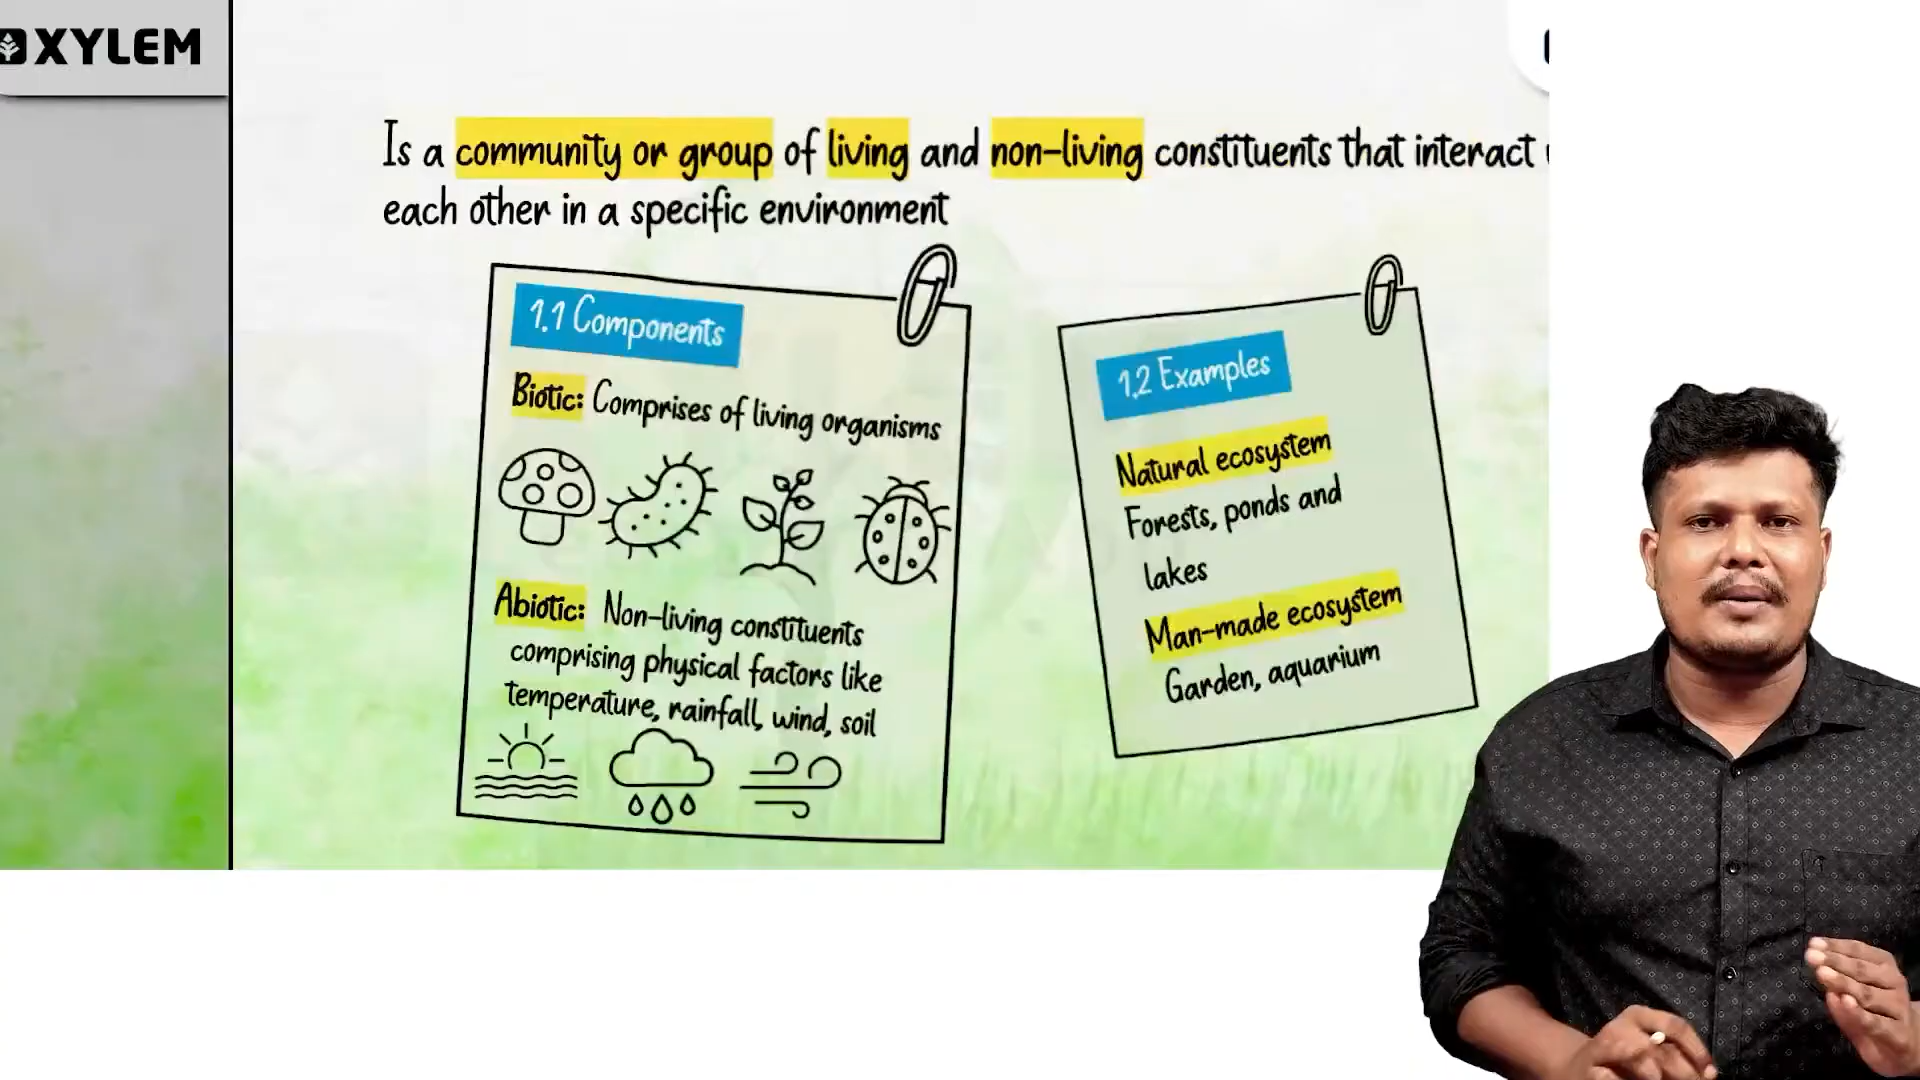 XYLEM
Is a community or group of living and non-living constituents that interact
each other in a specific environment
1.1 Components
Biotic: Comprises of living organisms
Abiotic: Non-living constituents
comprising physical factors like
temperature, rainfall, wind, soil
1.2 Examples
Natural ecosystem
Forests, ponds and
lakes
Man-made ecosystem
Garden, aquarium